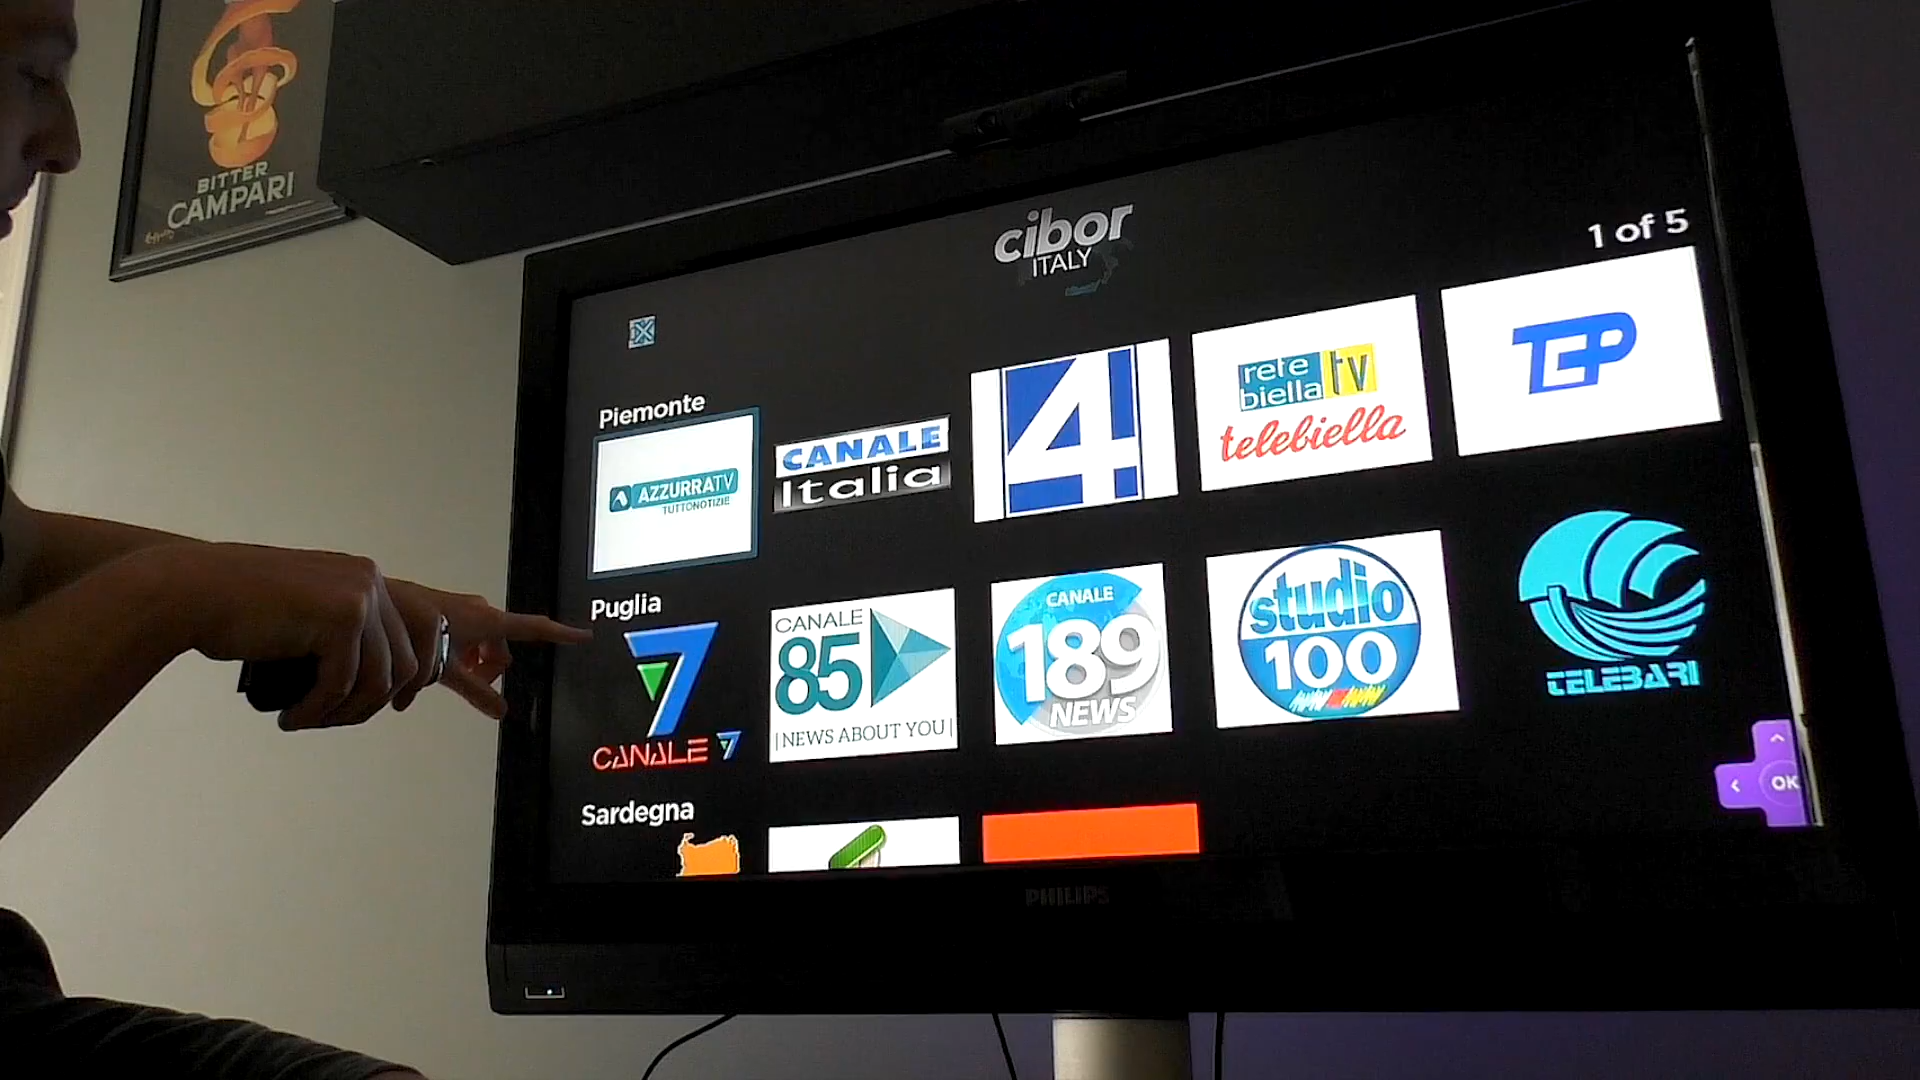 BITTER
CAMPARI
cibor
ITALY
1 of 5
Piemonte
AZZURRATV
TUTTONOTIZIE
CANALE
Italia
4
rete
biella tv
telebiella
Puglia
7
CANALE 7
CANALE
85
|NEWS ABOUT YOU|
CANALE
189
NEWS
studio
100
TELEBARI
Sardegna
OK
PHILIPS